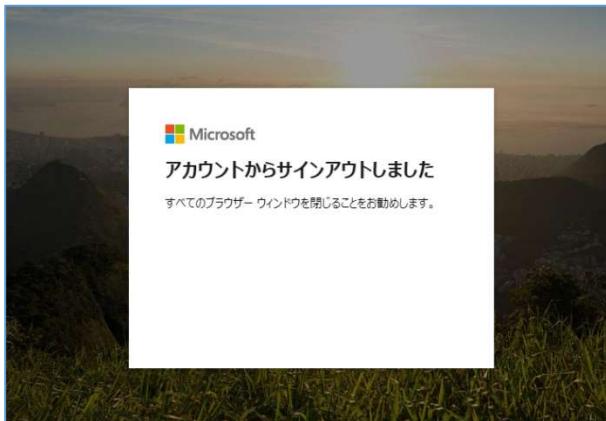 Microsoft
アカウントからサインアウトしました
すべてのブラウザー ウィンドウを閉じることをお勧めします。